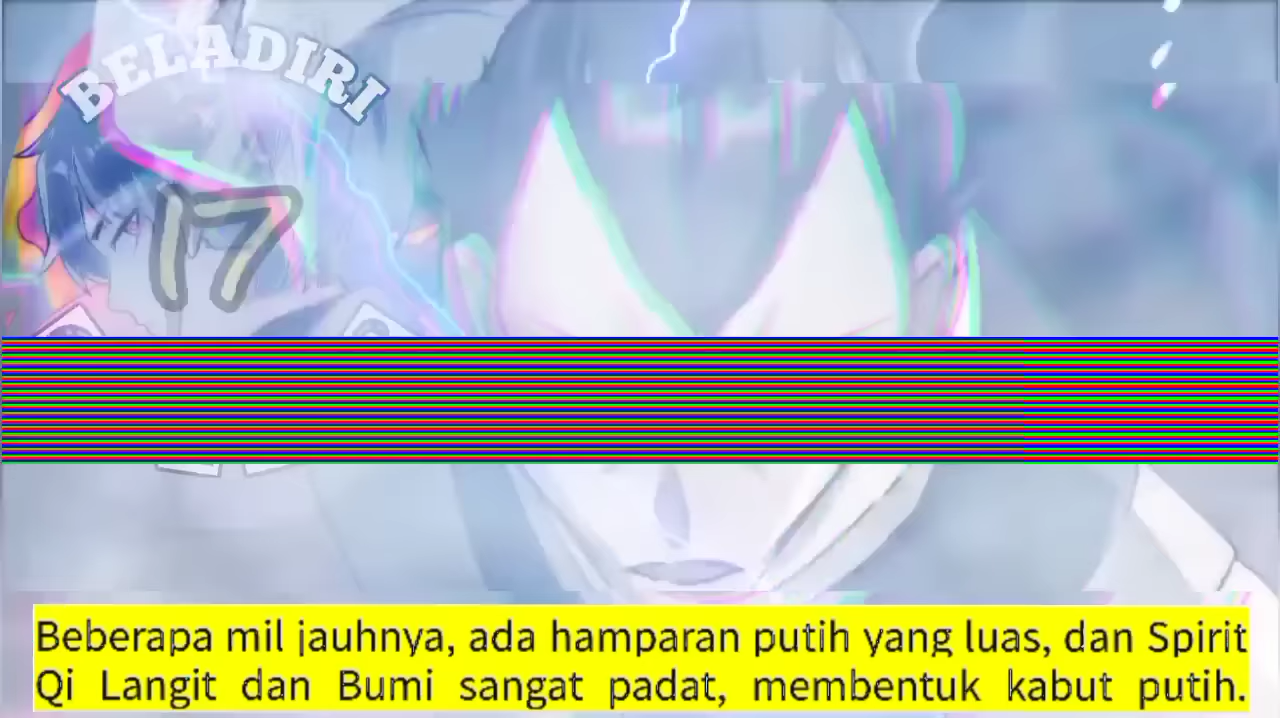 BELADIRI
17
Beberapa mil jauhnya, ada hamparan putih yang luas, dan Spirit
Qi Langit dan Bumi sangat padat, membentuk kabut putih.